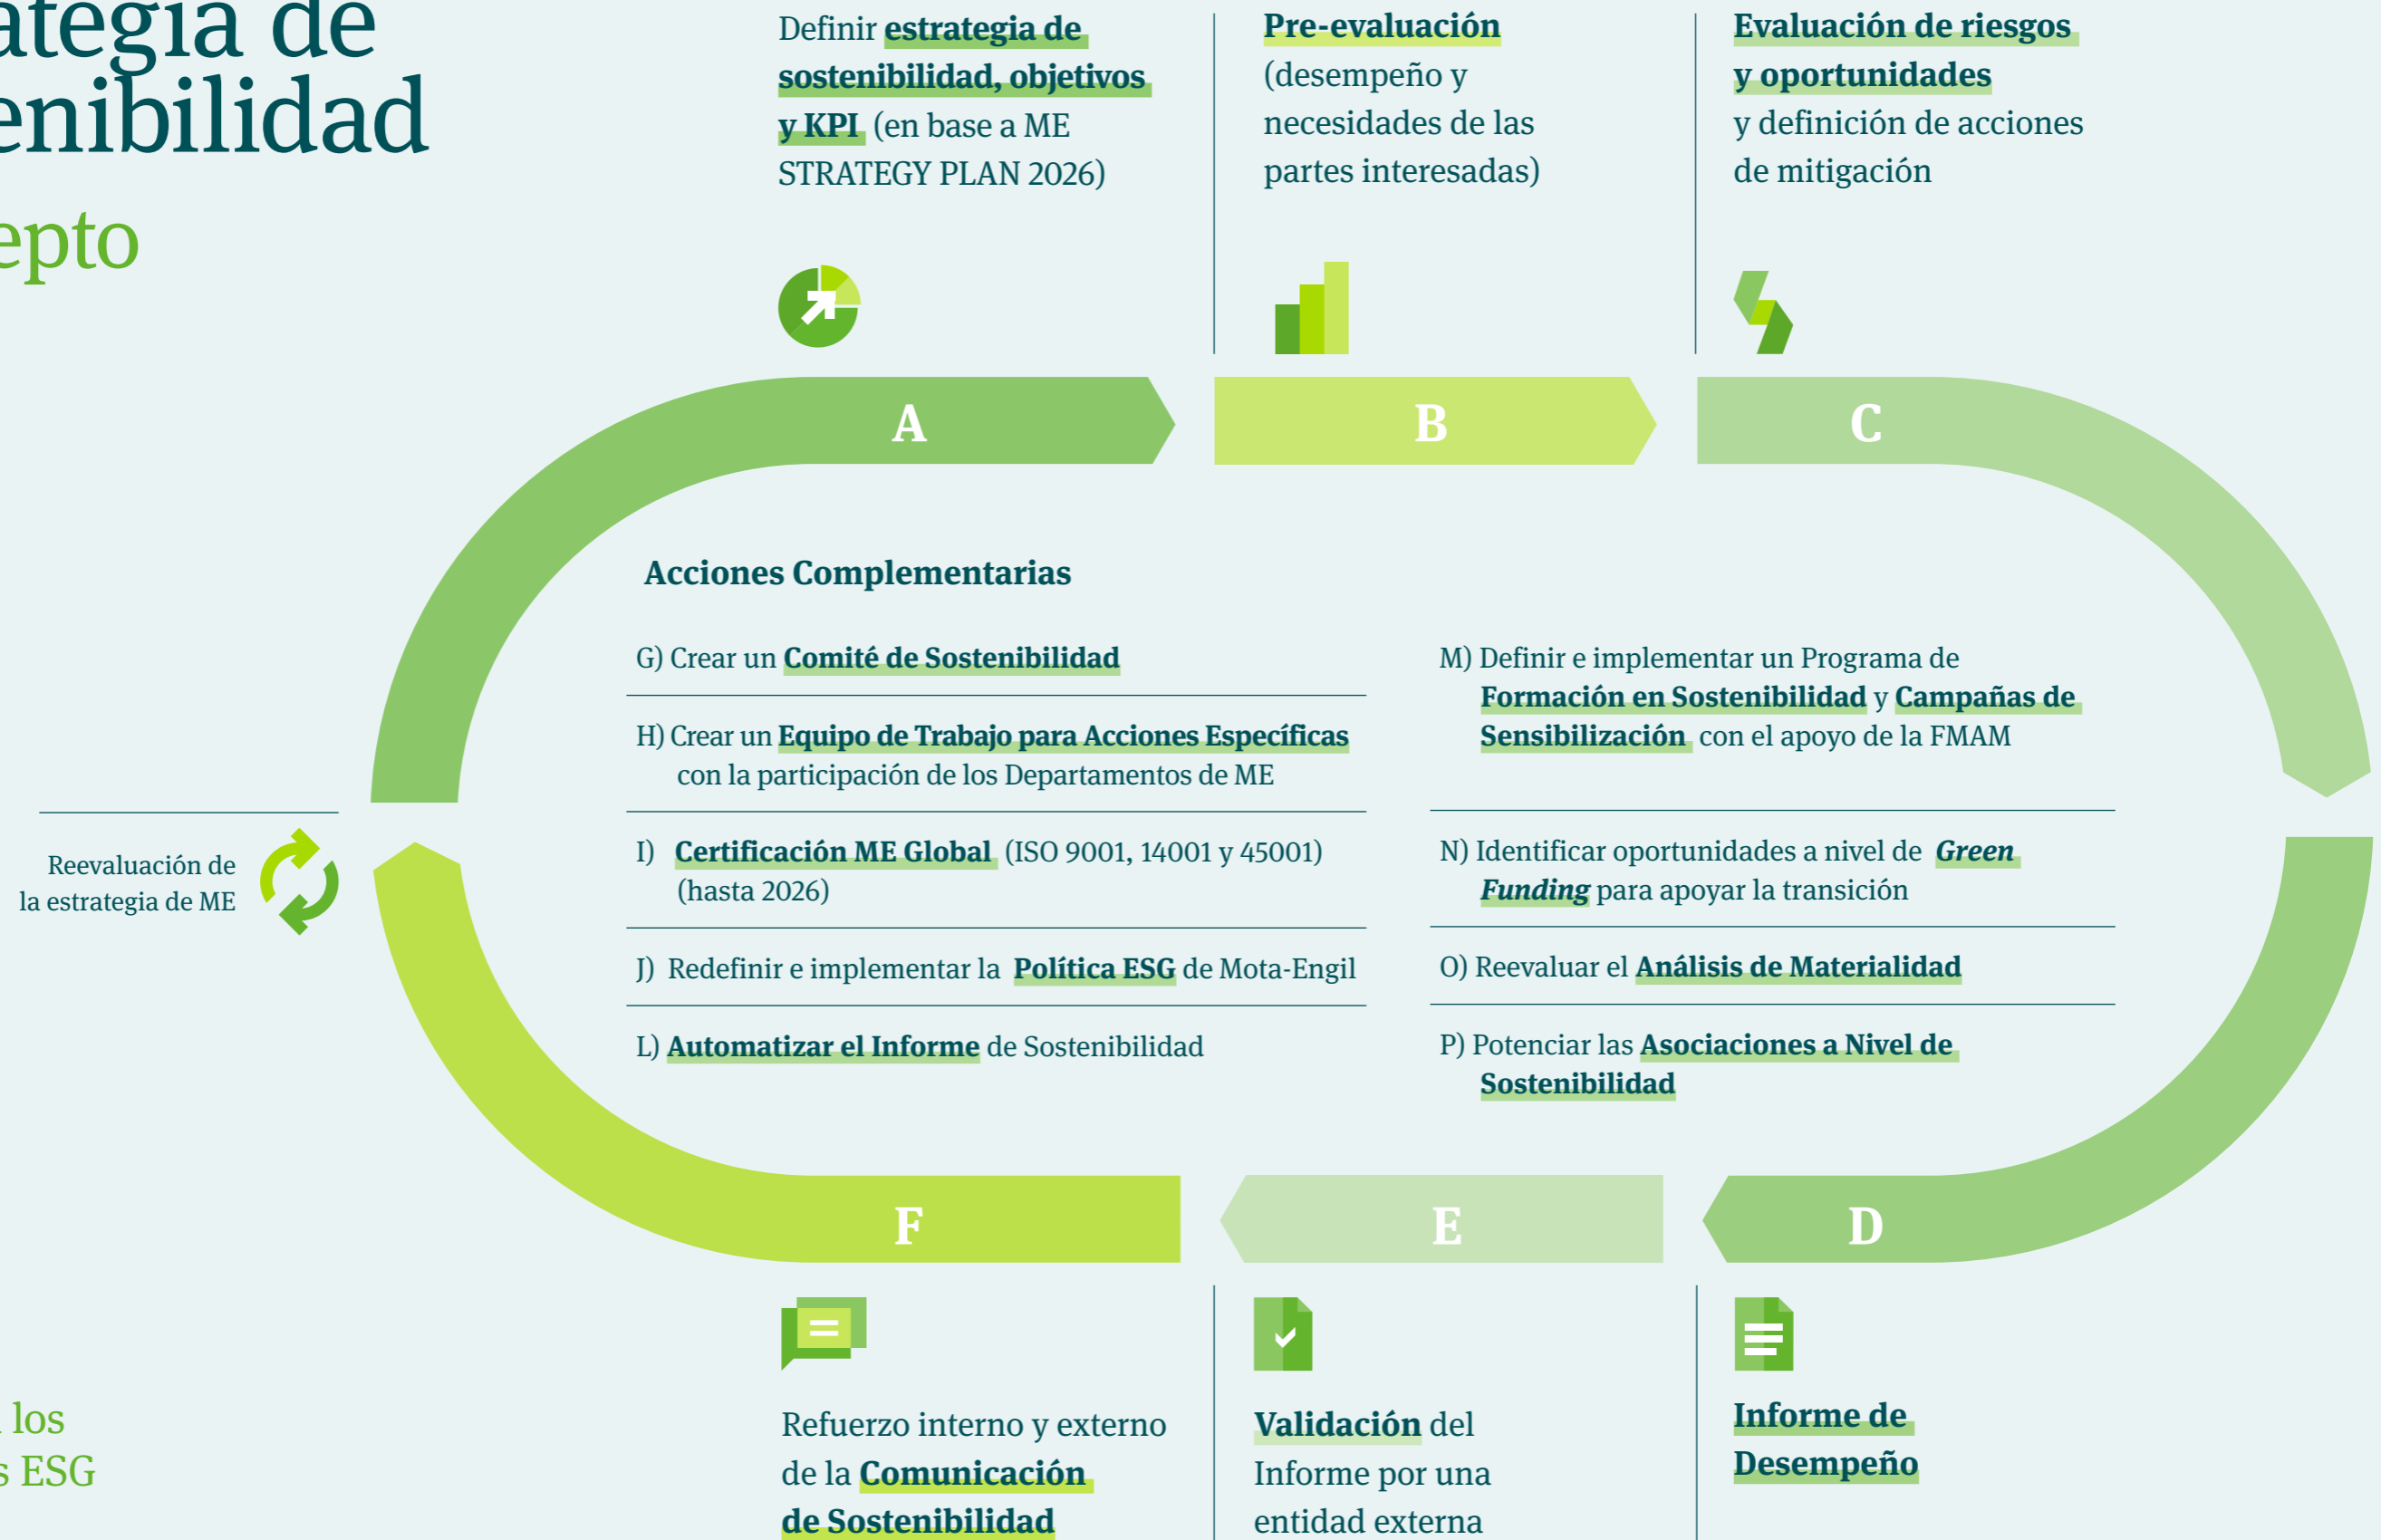 ategia de
enibilidad
epto
Definir estrategia de
sostenibilidad, objetivos
y KPI (en base a ME
STRATEGY PLAN 2026)
Pre-evaluación
(desempeño y
necesidades de las
partes interesadas)
Evaluación de riesgos
y oportunidades
y definición de acciones
de mitigación
A
B
C
Acciones Complementarias
G) Crear un Comité de Sostenibilidad
H) Crear un Equipo de Trabajo para Acciones Específicas
con la participación de los Departamentos de ME
I) Certificación ME Global (ISO 9001, 14001 y 45001)
(hasta 2026)
J) Redefinir e implementar la Política ESG de Mota-Engil
L) Automatizar el Informe de Sostenibilidad
M) Definir e implementar un Programa de
Formación en Sostenibilidad y Campañas de
Sensibilización con el apoyo de la FMAM
N) Identificar oportunidades a nivel de Green
Funding para apoyar la transición
O) Reevaluar el Análisis de Materialidad
P) Potenciar las Asociaciones a Nivel de
Sostenibilidad
Reevaluación de
la estrategia de ME
F
E
D
Refuerzo interno y externo
de la Comunicación
de Sostenibilidad
Validación del
Informe por una
entidad externa
Informe de
Desempeño
los
s ESG